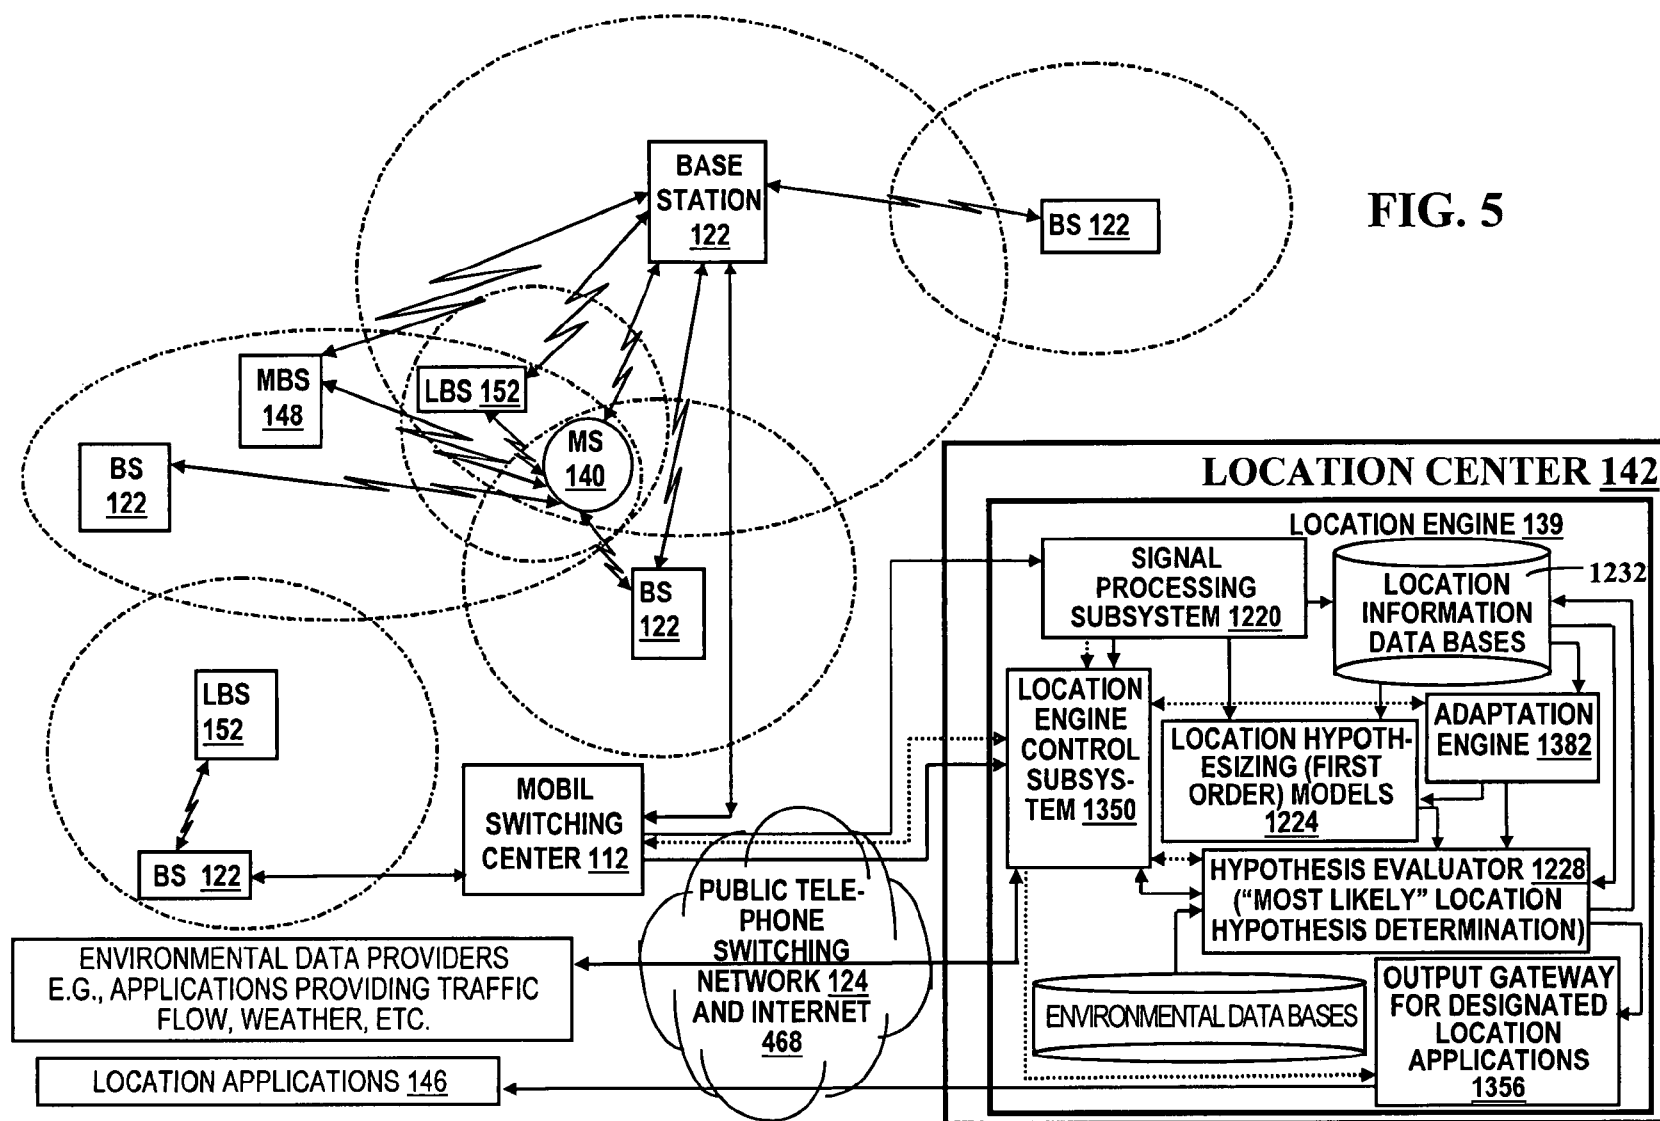 BASE
STATION
122
BS 122
FIG. 5
MBS
148
LBS 152
MS
140
BS
122
BS
122
LBS
152
BS 122
MOBIL
SWITCHING
CENTER 112
PUBLIC TELE-
PHONE
SWITCHING
NETWORK 124
AND INTERNET
468
ENVIRONMENTAL DATA PROVIDERS
E.G., APPLICATIONS PROVIDING TRAFFIC
FLOW, WEATHER, ETC.
LOCATION APPLICATIONS 146
LOCATION CENTER 142
LOCATION ENGINE 139
SIGNAL
PROCESSING
SUBSYSTEM 1220
LOCATION
INFORMATION
DATA BASES
1232
LOCATION
ENGINE
CONTROL
SUBSYS-
TEM 1350
LOCATION HYPOTH-
ESIZING (FIRST
ORDER) MODELS
1224
ADAPTATION
ENGINE 1382
HYPOTHESIS EVALUATOR 1228
(“MOST LIKELY” LOCATION
HYPOTHESIS DETERMINATION)
ENVIRONMENTAL DATA BASES
OUTPUT GATEWAY
FOR DESIGNATED
LOCATION
APPLICATIONS
1356